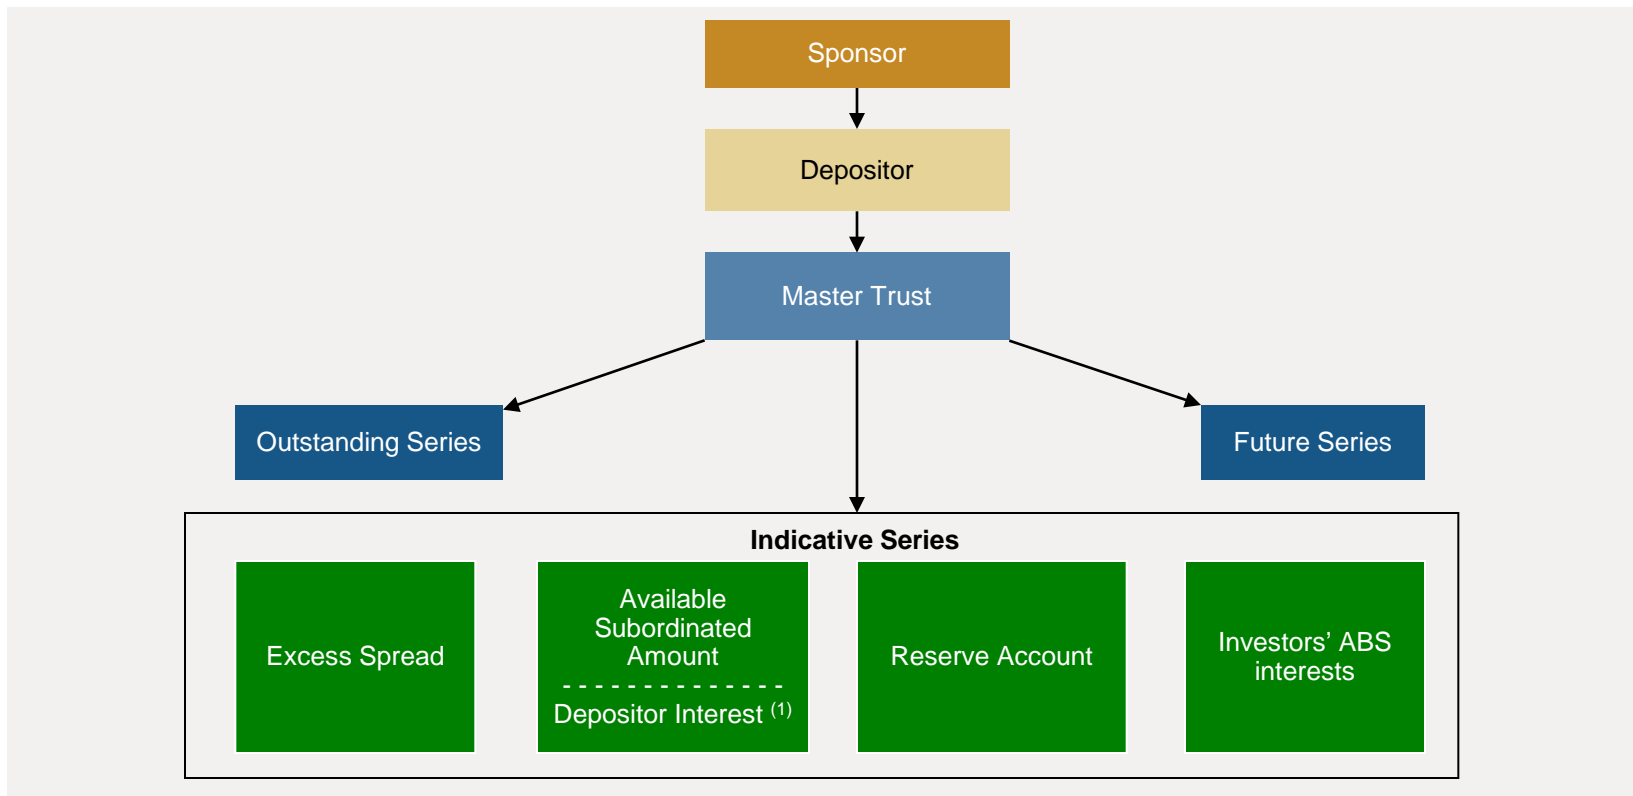 Sponsor
Depositor
Master Trust
Outstanding Series
Future Series
Indicative Series
Excess Spread
Available
Subordinated
Amount
- - - - - - - - - - - - - -
Depositor Interest (1)
Reserve Account
Investors’ ABS
interests